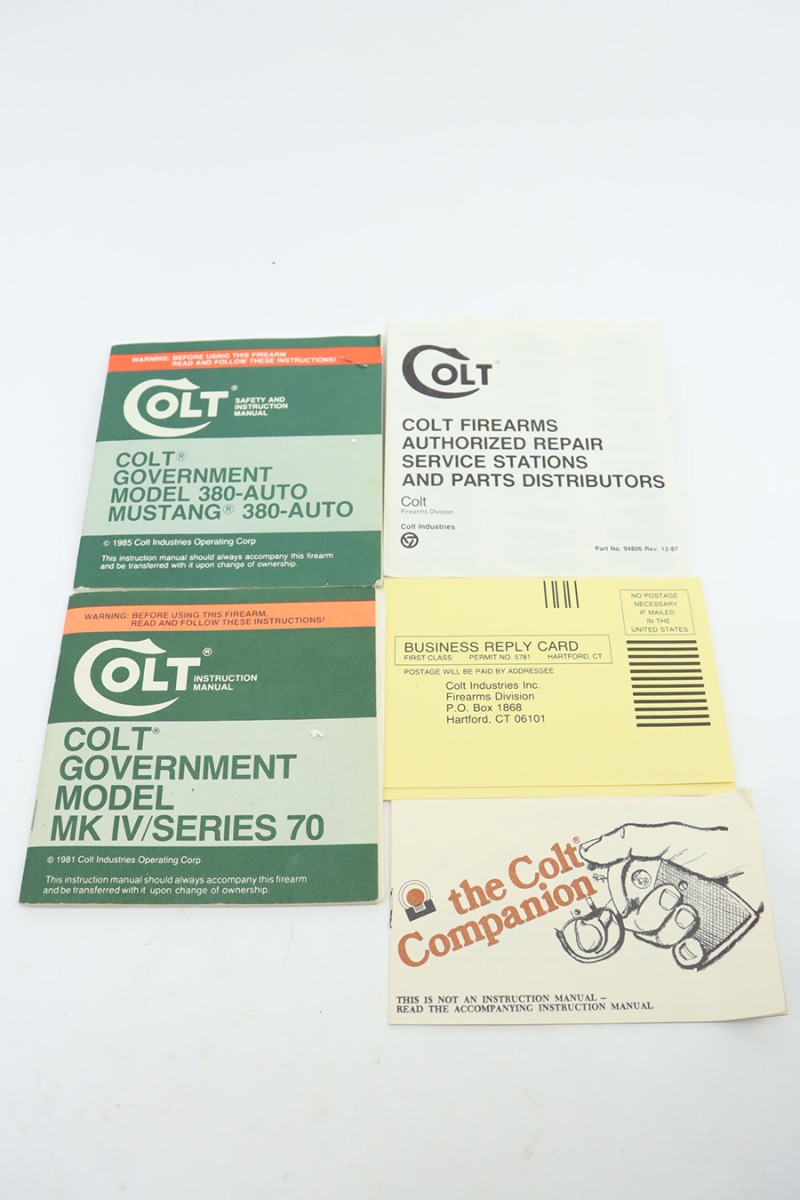 WARNING: BEFORE USING THIS FIREARM
READ AND FOLLOW THESE INSTRUCTIONS!
COLT®
SAFETY AND
INSTRUCTION
MANUAL
COLT®
GOVERNMENT
MODEL 380-AUTO
MUSTANG® 380-AUTO
© 1985 Colt Industries Operating Corp
This instruction manual should always accompany this firearm
and be transferred with it upon change of ownership.
COLT®
COLT FIREARMS
AUTHORIZED REPAIR
SERVICE STATIONS
AND PARTS DISTRIBUTORS
Colt
Firearms Division
Colt Industries
Part No. 94806 Rev. 12-87
WARNING: BEFORE USING THIS FIREARM,
READ AND FOLLOW THESE INSTRUCTIONS!
COLT®
INSTRUCTION
MANUAL
COLT®
GOVERNMENT
MODEL
MK IV/SERIES 70
© 1981 Colt Industries Operating Corp
This instruction manual should always accompany this firearm
and be transferred with it upon change of ownership.
NO POSTAGE
NECESSARY
IF MAILED
IN THE
UNITED STATES
BUSINESS REPLY CARD
FIRST CLASS PERMIT NO. 5781 HARTFORD, CT
POSTAGE WILL BE PAID BY ADDRESSEE
Colt Industries Inc.
Firearms Division
P.O. Box 1868
Hartford, CT 06101
the Colt®
Companion
THIS IS NOT AN INSTRUCTION MANUAL –
READ THE ACCOMPANYING INSTRUCTION MANUAL